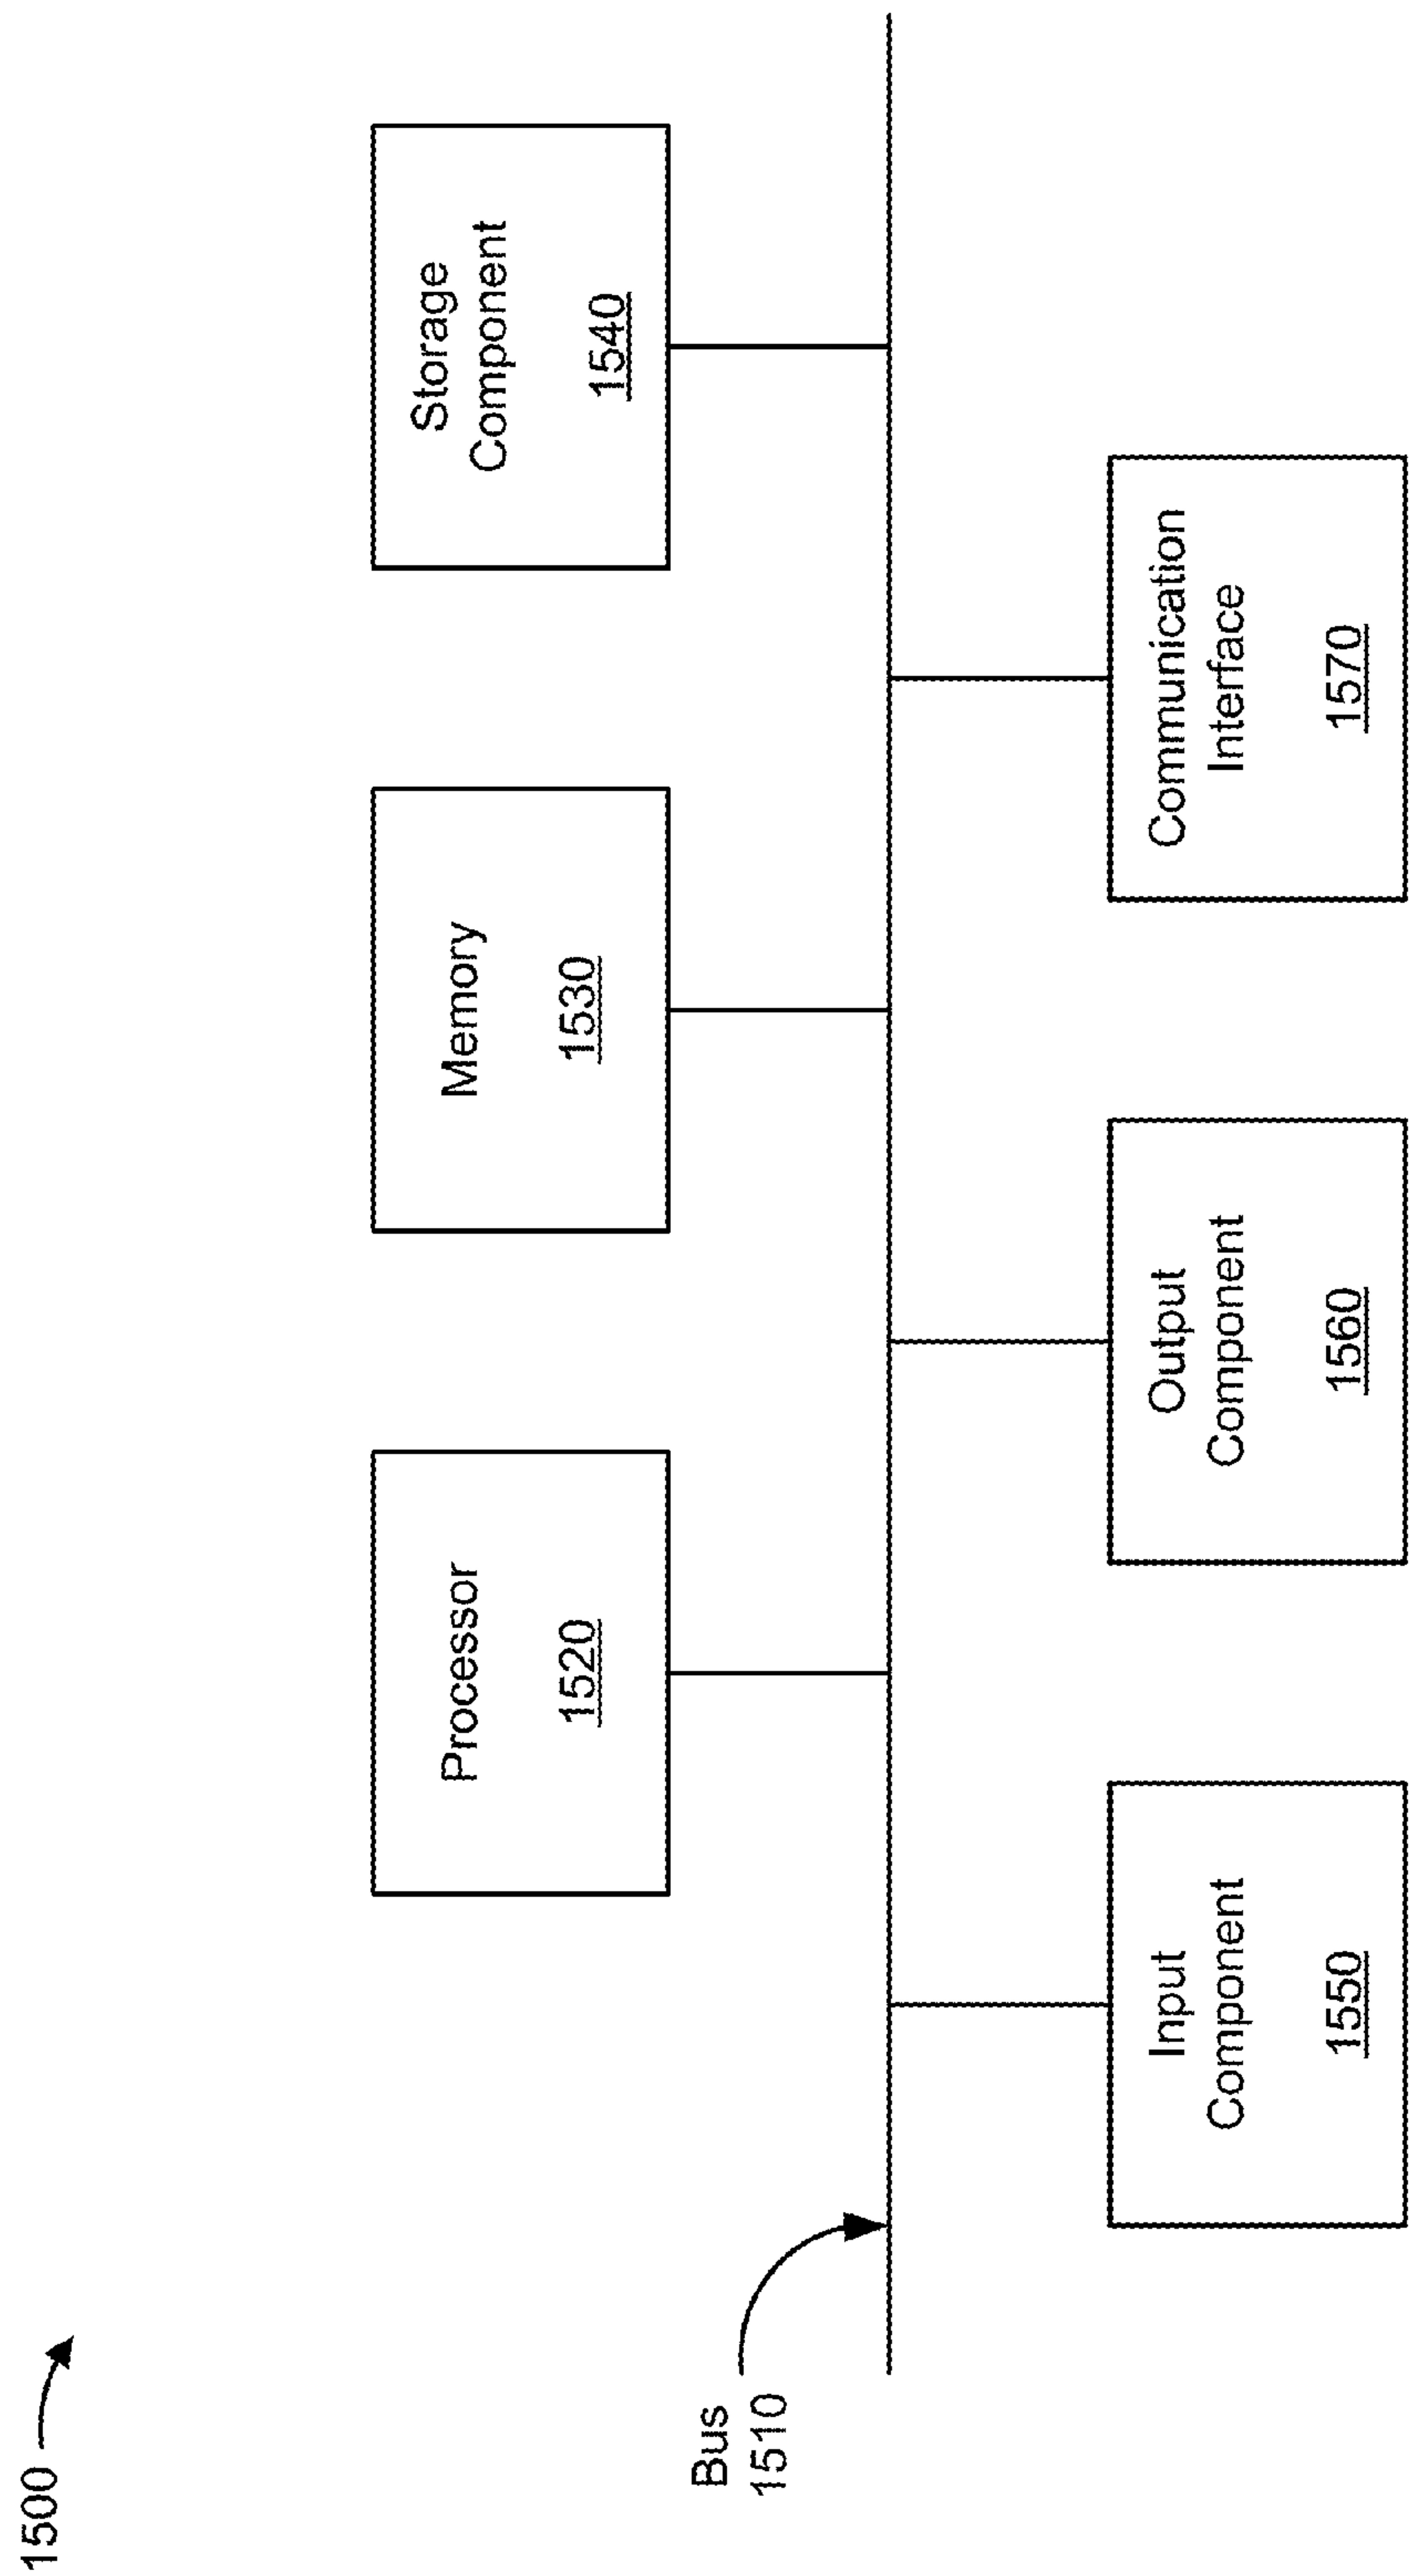 1500
Processor
1520
Memory
1530
Storage
Component
1540
Bus
1510
Input
Component
1550
Output
Component
1560
Communication
Interface
1570